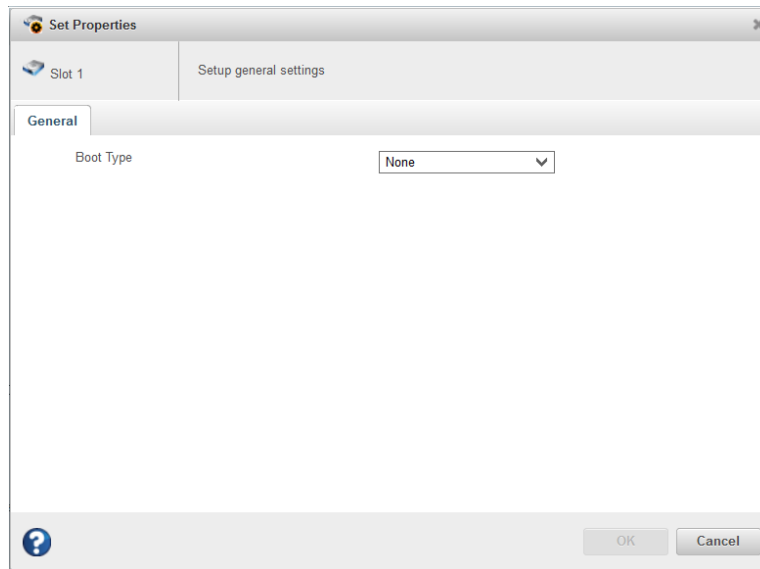 Set Properties
Slot 1
Setup general settings
General
Boot Type
None
OK
Cancel